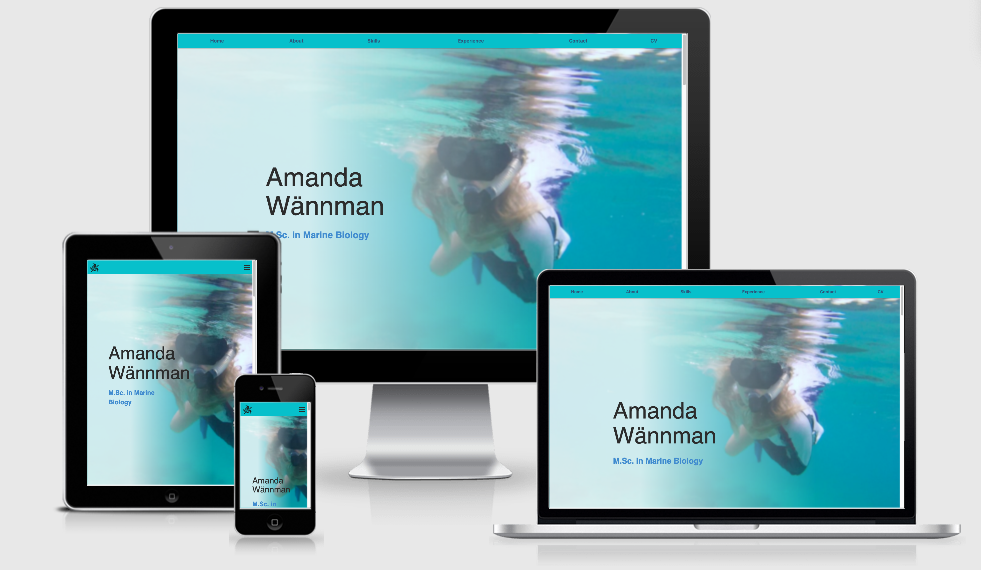 Home About Skills Experience Contact CV
Amanda
Wännman
M.Sc. in Marine Biology
Amanda
Wännman
M.Sc. in Marine
Biology
Amanda
Wännman
M.Sc. in
Home About Skills Experience Contact CV
Amanda
Wännman
M.Sc. in Marine Biology